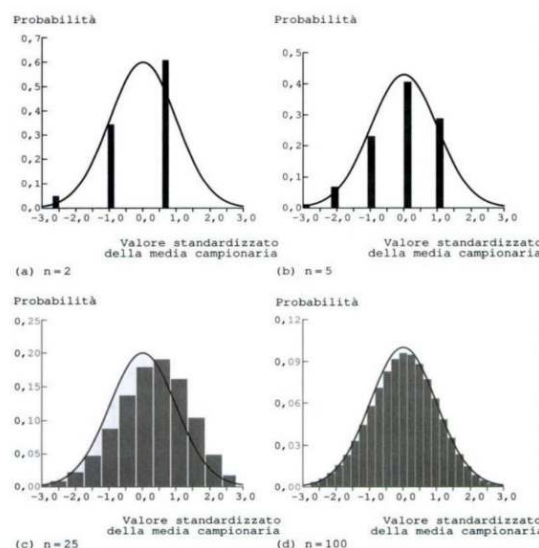 Probabilità
0,7
0,6
0,5
0,4
0,3
0,2
0,1
0,0
-3,0 -2,0 -1,0 0,0 1,0 2,0 3,0
Valore standardizzato
della media campionaria
(a) n=2
Probabilità
0,5
0,4
0,3
0,2
0,1
0,0
-3,0 -2,0 -1,0 0,0 1,0 2,0 3,0
Valore standardizzato
della media campionaria
(b) n=5
Probabilità
0,25
0,20
0,15
0,10
0,05
0,00
-3,0 -2,0 -1,0 0,0 1,0 2,0 3,0
Valore standardizzato
della media campionaria
(c) n=25
Probabilità
0,12
0,09
0,06
0,03
0,00
-3,0 -2,0 -1,0 0,0 1,0 2,0 3,0
Valore standardizzato
della media campionaria
(d) n=100